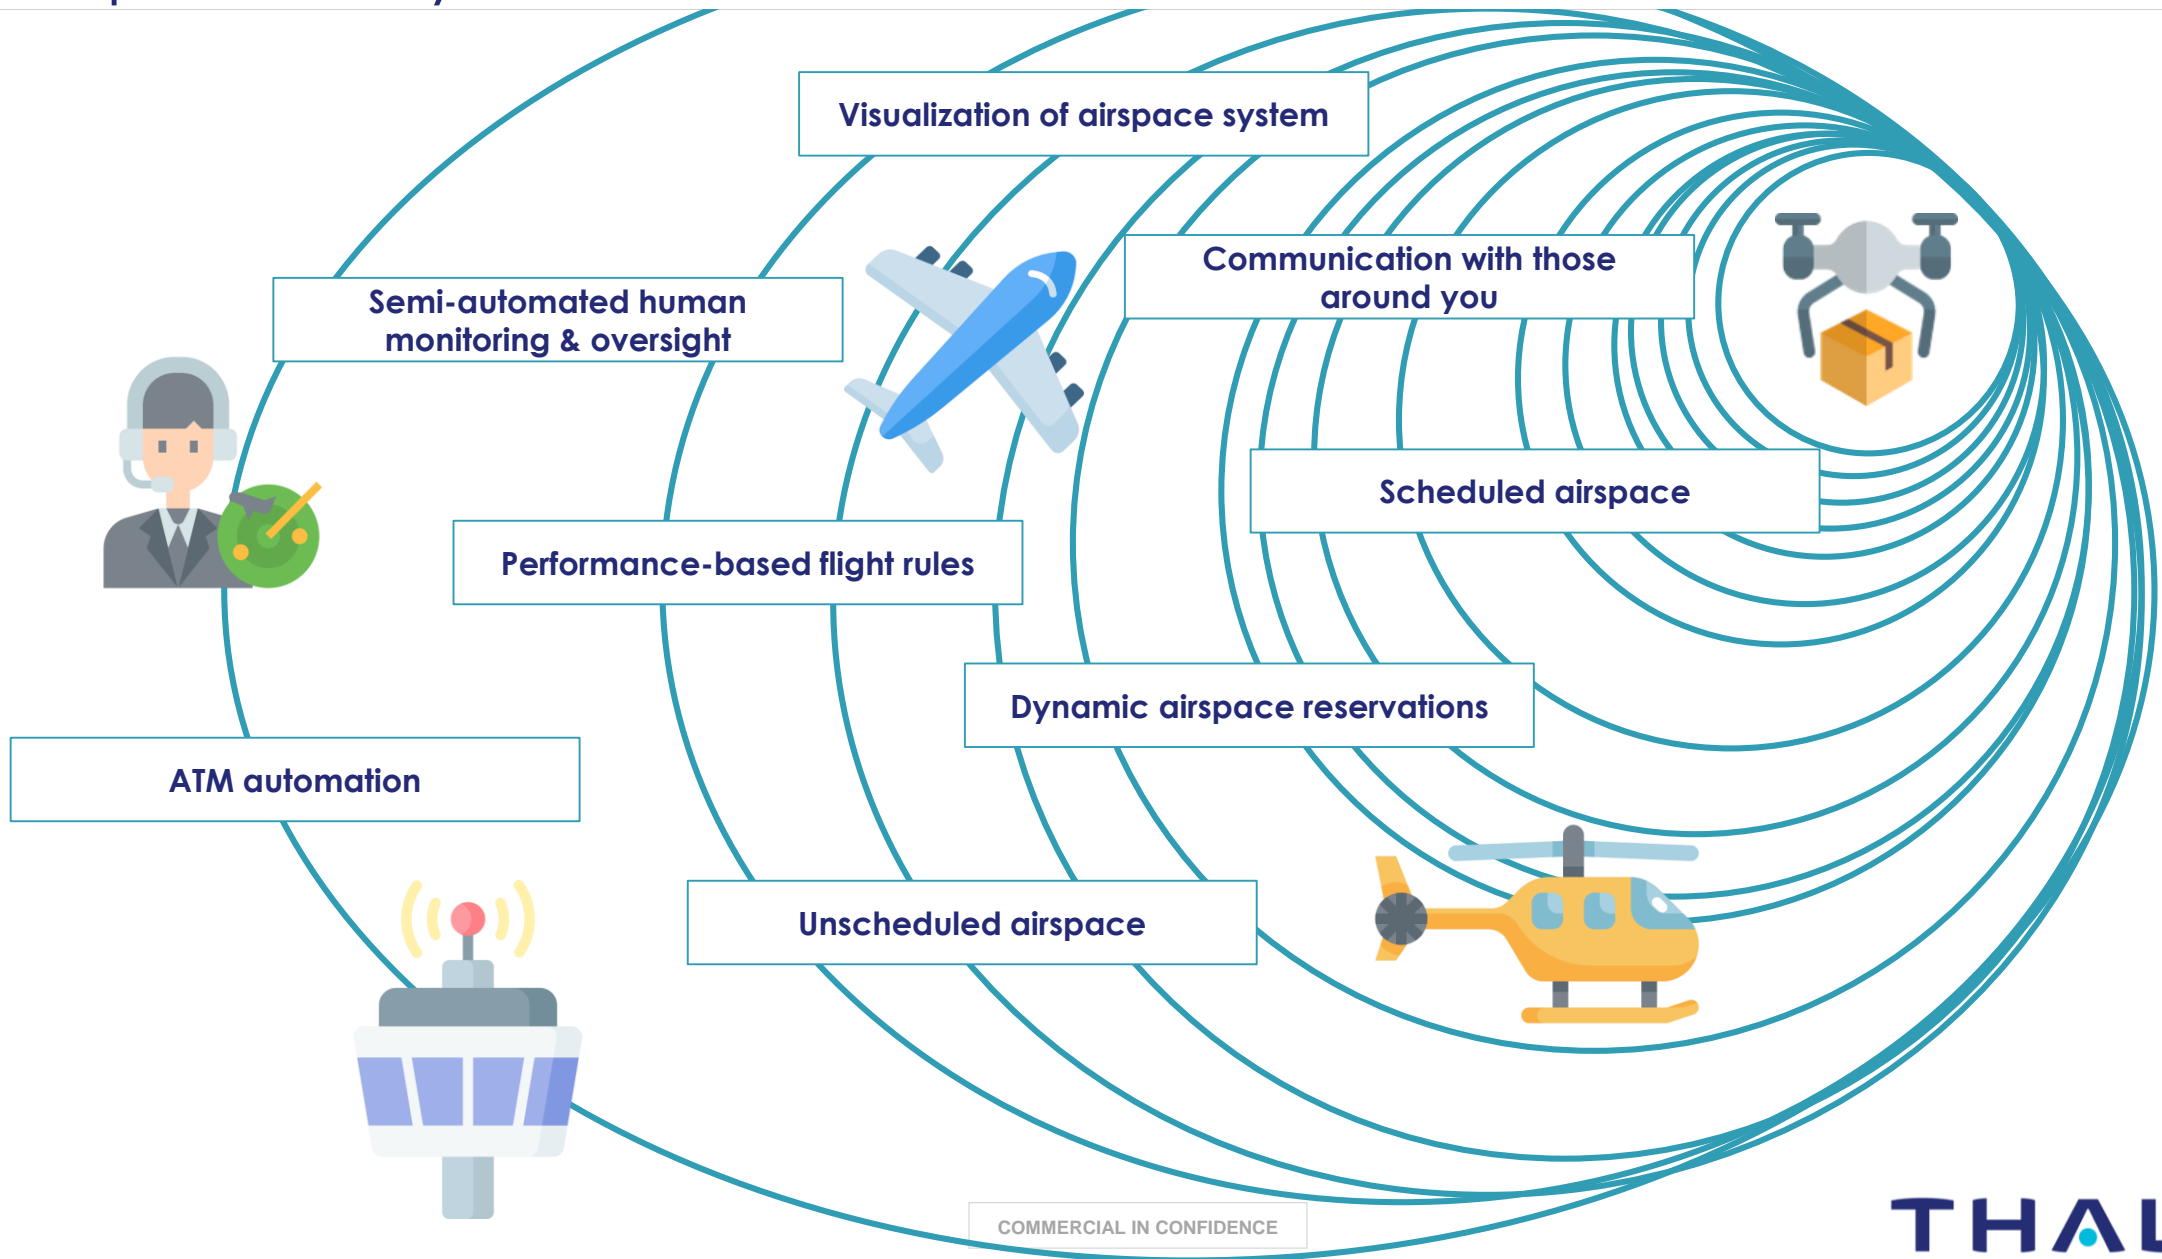 Visualization of airspace system
Communication with those
around you
Semi-automated human
monitoring & oversight
Scheduled airspace
Performance-based flight rules
Dynamic airspace reservations
ATM automation
Unscheduled airspace
COMMERCIAL IN CONFIDENCE
THAL